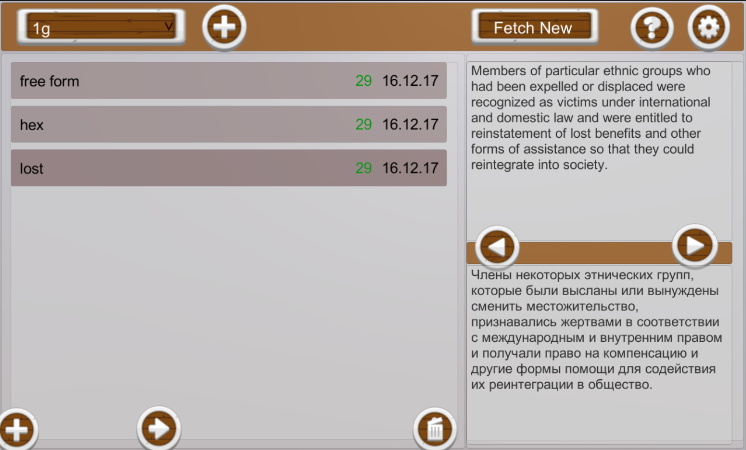 1g
V
Fetch New
?
free form 29 16.12.17
hex 29 16.12.17
lost 29 16.12.17
Members of particular ethnic groups who
had been expelled or displaced were
recognized as victims under international
and domestic law and were entitled to
reinstatement of lost benefits and other
forms of assistance so that they could
reintegrate into society.
Члены некоторых этнических групп,
которые были высланы или вынуждены
сменить местожительство,
признавались жертвами в соответствии
с международным и внутренним правом
и получали право на компенсацию и
другие формы помощи для содействия
их реинтеграции в общество.